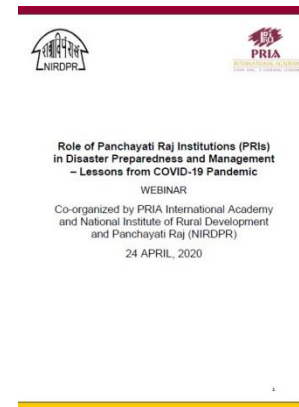 NIRDPR
PRIA
INTERNATIONAL ACADEMY
Role of Panchayati Raj Institutions (PRIs)
in Disaster Preparedness and Management
– Lessons from COVID-19 Pandemic
WEBINAR
Co-organized by PRIA International Academy
and National Institute of Rural Development
and Panchayati Raj (NIRDPR)
24 APRIL, 2020
1